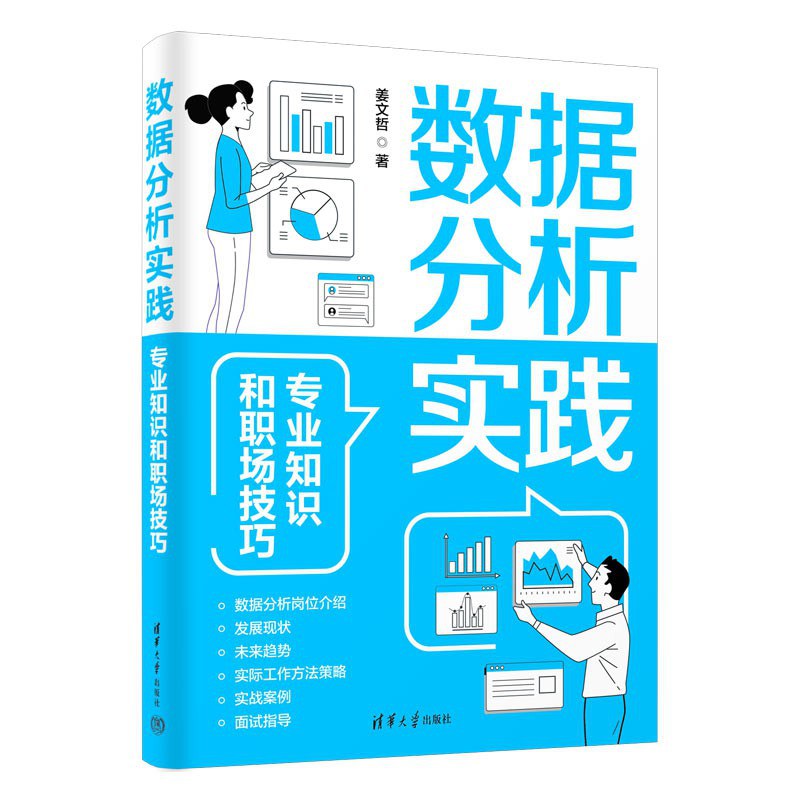 数据分析实践
专业知识和职场技巧
清华大学出版社
姜文哲 ◎ 著
数据
分析
实践
专业知识
和职场技巧
数据分析岗位介绍
发展现状
未来趋势
实际工作方法策略
实战案例
面试指导
清华大学出版社